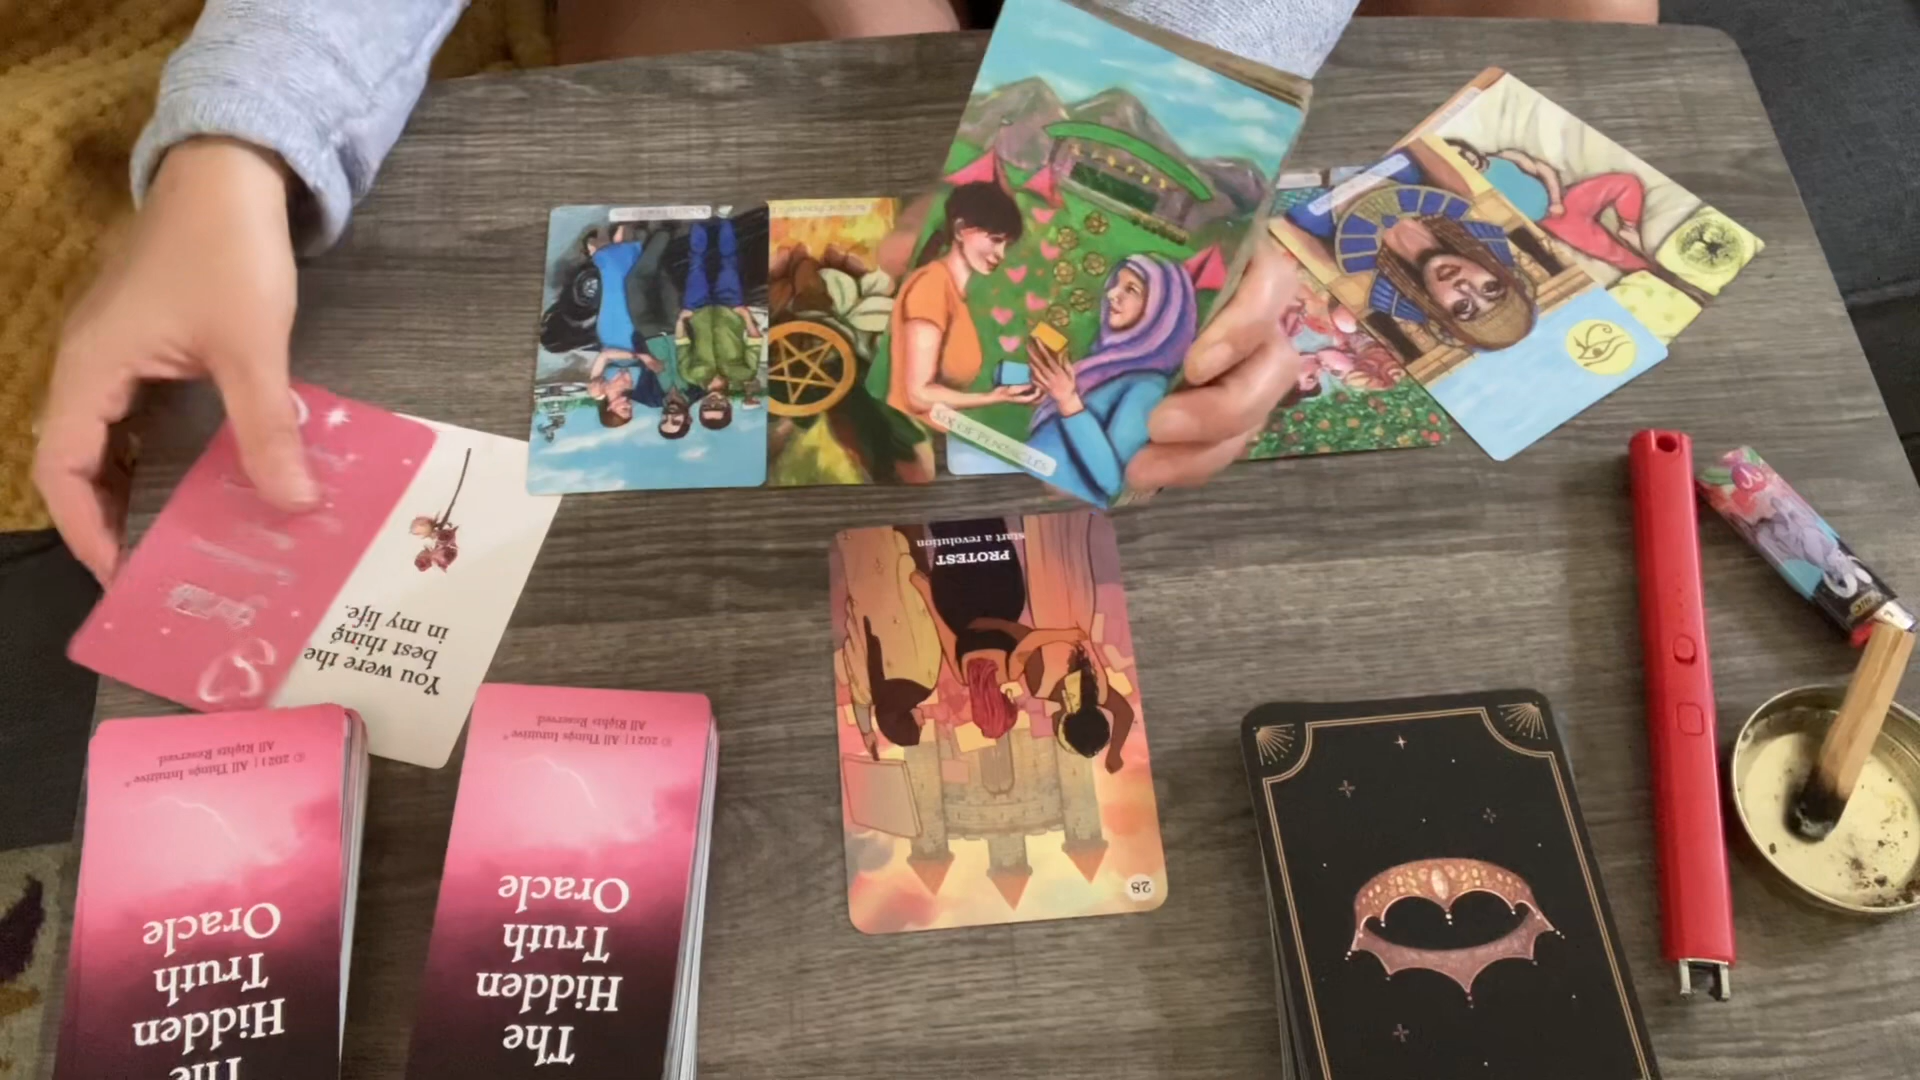 SIX OF PENTACLES
PROTEST
start a revolution
28
You were the
best thing
in my life.
© 2021 | All Things Intuitive®
All Rights Reserved.
The
Hidden
Truth
Oracle
© 2021 | All Things Intuitive®
All Rights Reserved.
The
Hidden
Truth
Oracle
BIC